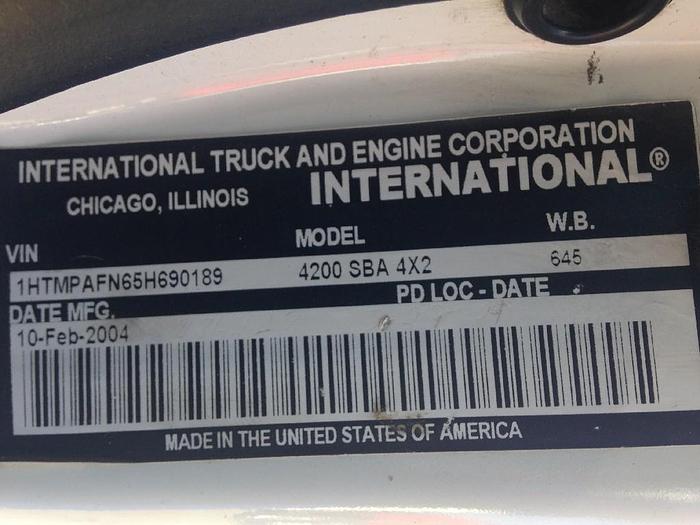 INTERNATIONAL TRUCK AND ENGINE CORPORATION
CHICAGO, ILLINOIS INTERNATIONAL®
VIN MODEL W.B.
1HTMPAFN65H690189 4200 SBA 4X2 645
DATE MFG. PD LOC - DATE
10-Feb-2004
MADE IN THE UNITED STATES OF AMERICA